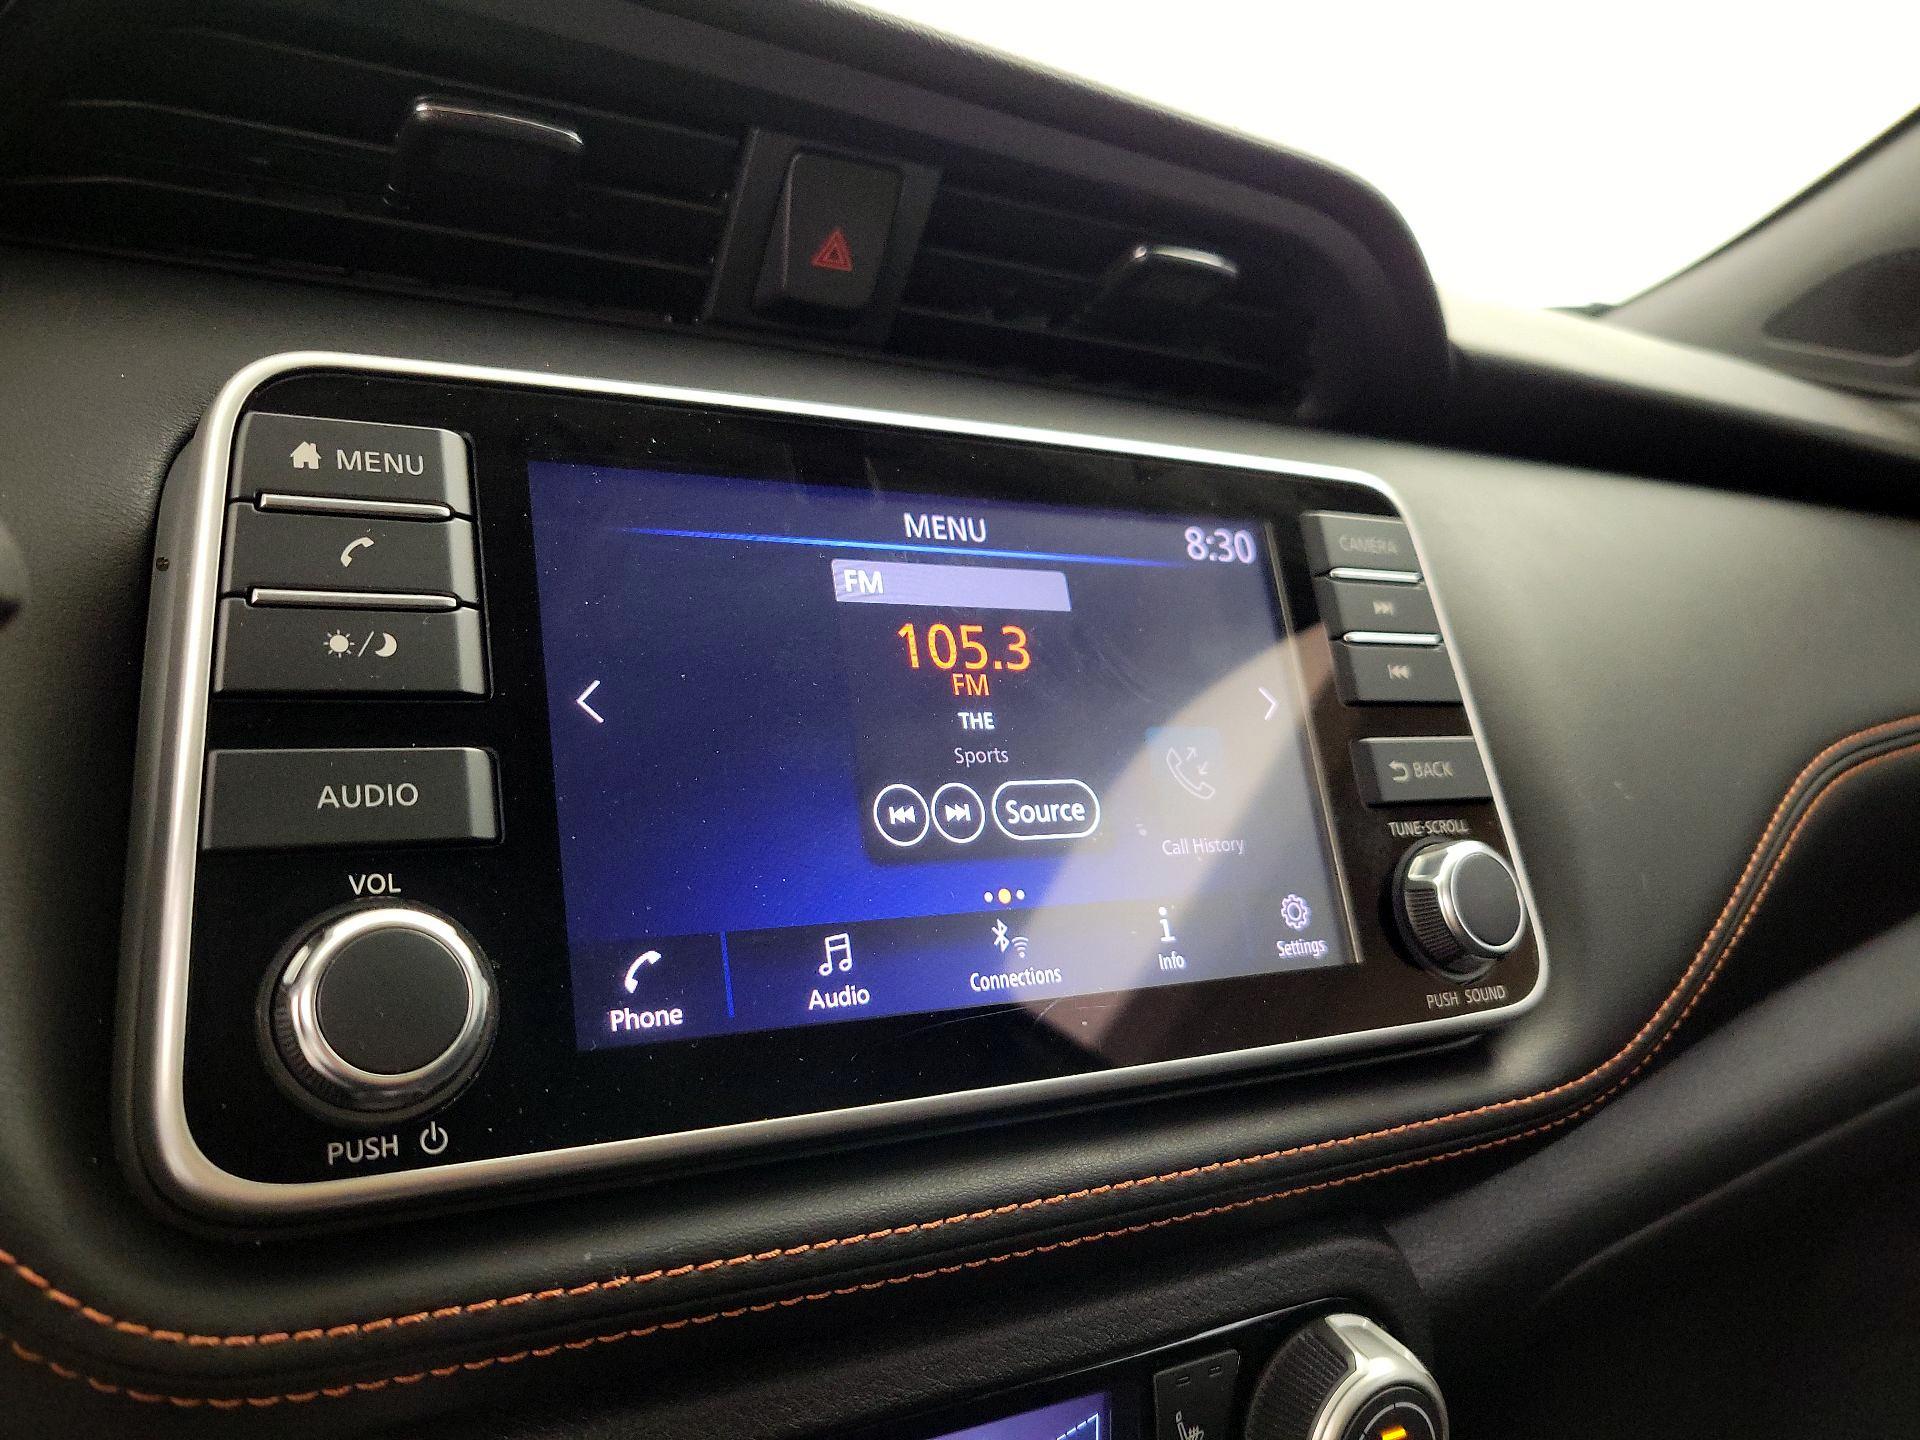 MENU
AUDIO
VOL
PUSH
MENU
8:30
FM
105.3
FM
THE
Sports
Source
Call History
Phone
Audio
Connections
Info
Settings
CAMERA
BACK
TUNE·SCROLL
PUSH SOUND